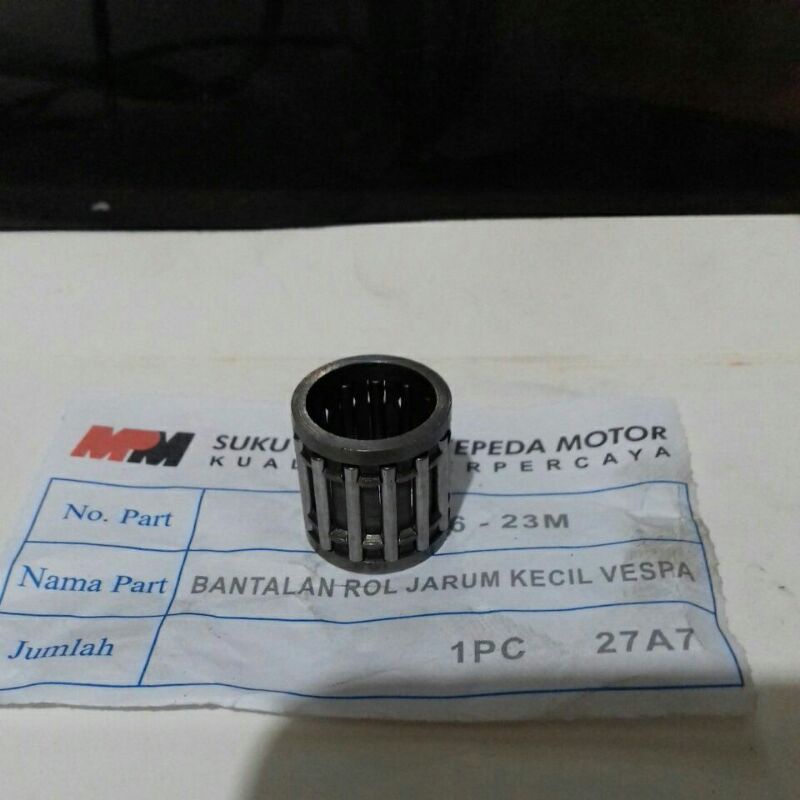 MPM SUKU EPEDA MOTOR
KUAL ERPERCAYA
No. Part 6 - 23M
Nama Part BANTALAN ROL JARUM KECIL VESPA
Jumlah 1PC 27A7